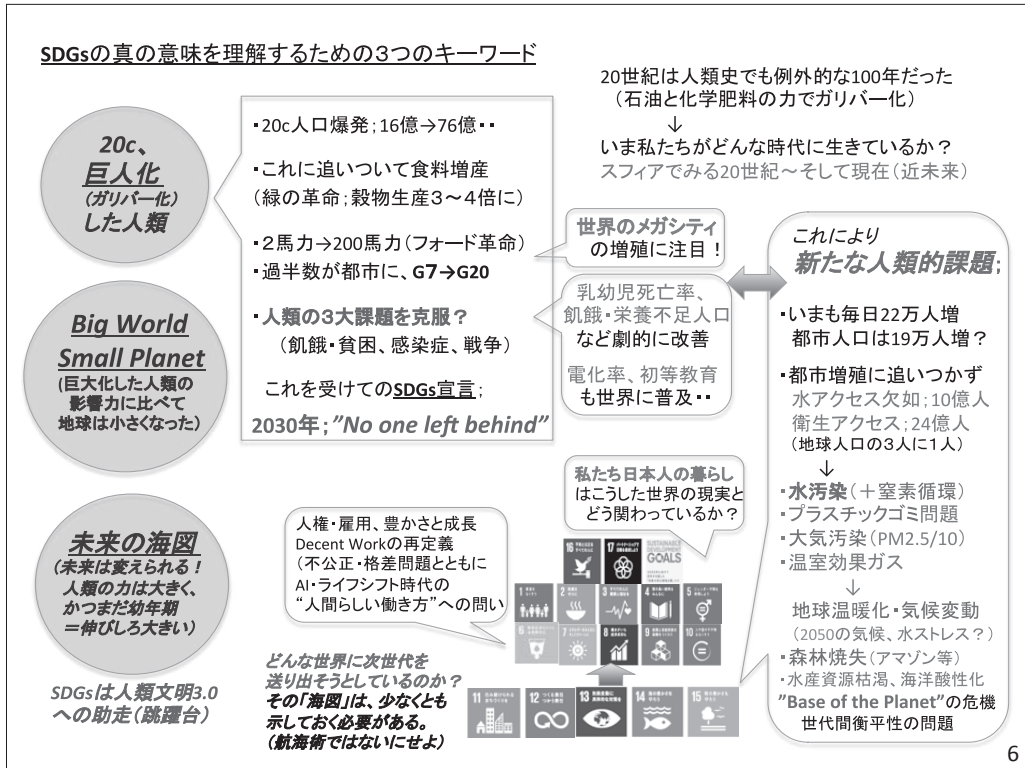 SDGsの真の意味を理解するための3つのキーワード
20世紀は人類史でも例外的な100年だった
(石油と化学肥料の力でガリバー化)
↓
いま私たちがどんな時代に生きているか?
スフィアでみる20世紀～そして現在(近未来)
20c、
巨人化
(ガリバー化)
した人類
・20c人口爆発;16億→76億・・
・これに追いついて食料増産
(緑の革命;穀物生産3～4倍に)
・2馬力→200馬力(フォード革命)
・過半数が都市に、G7→G20
・人類の3大課題を克服?
(飢餓・貧困、感染症、戦争)
これを受けてのSDGs宣言;
2030年;"No one left behind"
世界のメガシティ
の増殖に注目!
乳幼児死亡率、
飢餓・栄養不足人口
など劇的に改善
電化率、初等教育
も世界に普及・・
Big World
Small Planet
(巨大化した人類の
影響力に比べて
地球は小さくなった)
これにより
新たな人類的課題;
・いまも毎日22万人増
都市人口は19万人増?
・都市増殖に追いつかず
水アクセス欠如;10億人
衛生アクセス;24億人
(地球人口の3人に1人)
↓
・水汚染(+窒素循環)
・プラスチックゴミ問題
・大気汚染(PM2.5/10)
・温室効果ガス
↓
地球温暖化・気候変動
(2050の気候、水ストレス?)
・森林焼失(アマゾン等)
・水産資源枯渇、海洋酸性化
"Base of the Planet"の危機
世代間衡平性の問題
未来の海図
(未来は変えられる!
人類の力は大きく、
かつまだ幼年期
=伸びしろ大きい)
SDGsは人類文明3.0
への助走(跳躍台)
人権・雇用、豊かさと成長
Decent Workの再定義
(不公正・格差問題とともに
AI・ライフシフト時代の
"人間らしい働き方"への問い
私たち日本人の暮らし
はこうした世界の現実と
どう関わっているか?
どんな世界に次世代を
送り出そうとしているのか?
その「海図」は、少なくとも
示しておく必要がある。
(航海術ではないにせよ)
16
17
SUSTAINABLE
DEVELOPMENT
GOALS
1
2
3
4
5
6
7
8
9
10
11
12
13
14
15
6